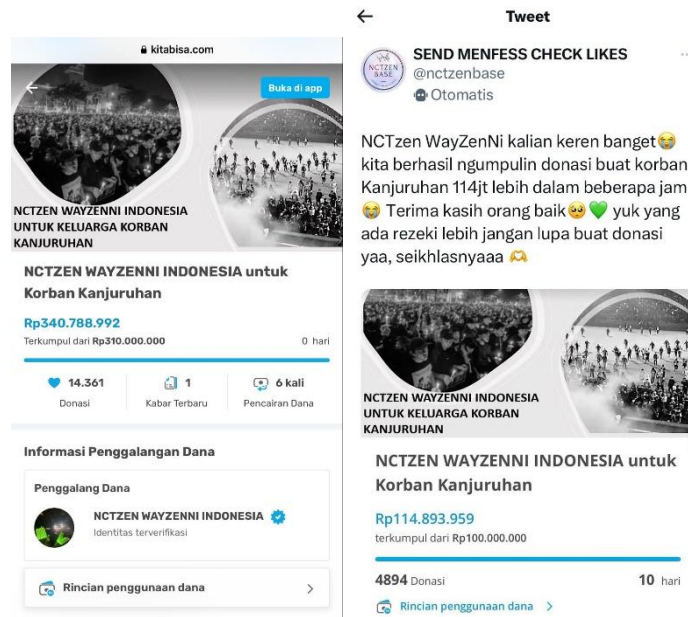 kitabisa.com
Buka di app
NCTZEN WAYZENNI INDONESIA
UNTUK KELUARGA KORBAN
KANJURUHAN
NCTZEN WAYZENNI INDONESIA untuk
Korban Kanjuruhan
Rp340.788.992
Terkumpul dari Rp310.000.000
0 hari
14.361
Donasi
1
Kabar Terbaru
6 kali
Pencairan Dana
Informasi Penggalangan Dana
Penggalang Dana
NCTZEN WAYZENNI INDONESIA
Identitas terverifikasi
Rincian penggunaan dana
Tweet
NCTZEN
BASE
SEND MENFESS CHECK LIKES
@nctzenbase
Otomatis
NCTzen WayZenNi kalian keren banget😭
kita berhasil ngumpulin donasi buat korban
Kanjuruhan 114jt lebih dalam beberapa jam
😭 Terima kasih orang baik🥺💚 yuk yang
ada rezeki lebih jangan lupa buat donasi
yaa, seikhlasnyaaa 🫶
NCTZEN WAYZENNI INDONESIA
UNTUK KELUARGA KORBAN
KANJURUHAN
NCTZEN WAYZENNI INDONESIA untuk
Korban Kanjuruhan
Rp114.893.959
terkumpul dari Rp100.000.000
4894 Donasi
10 hari
Rincian penggunaan dana